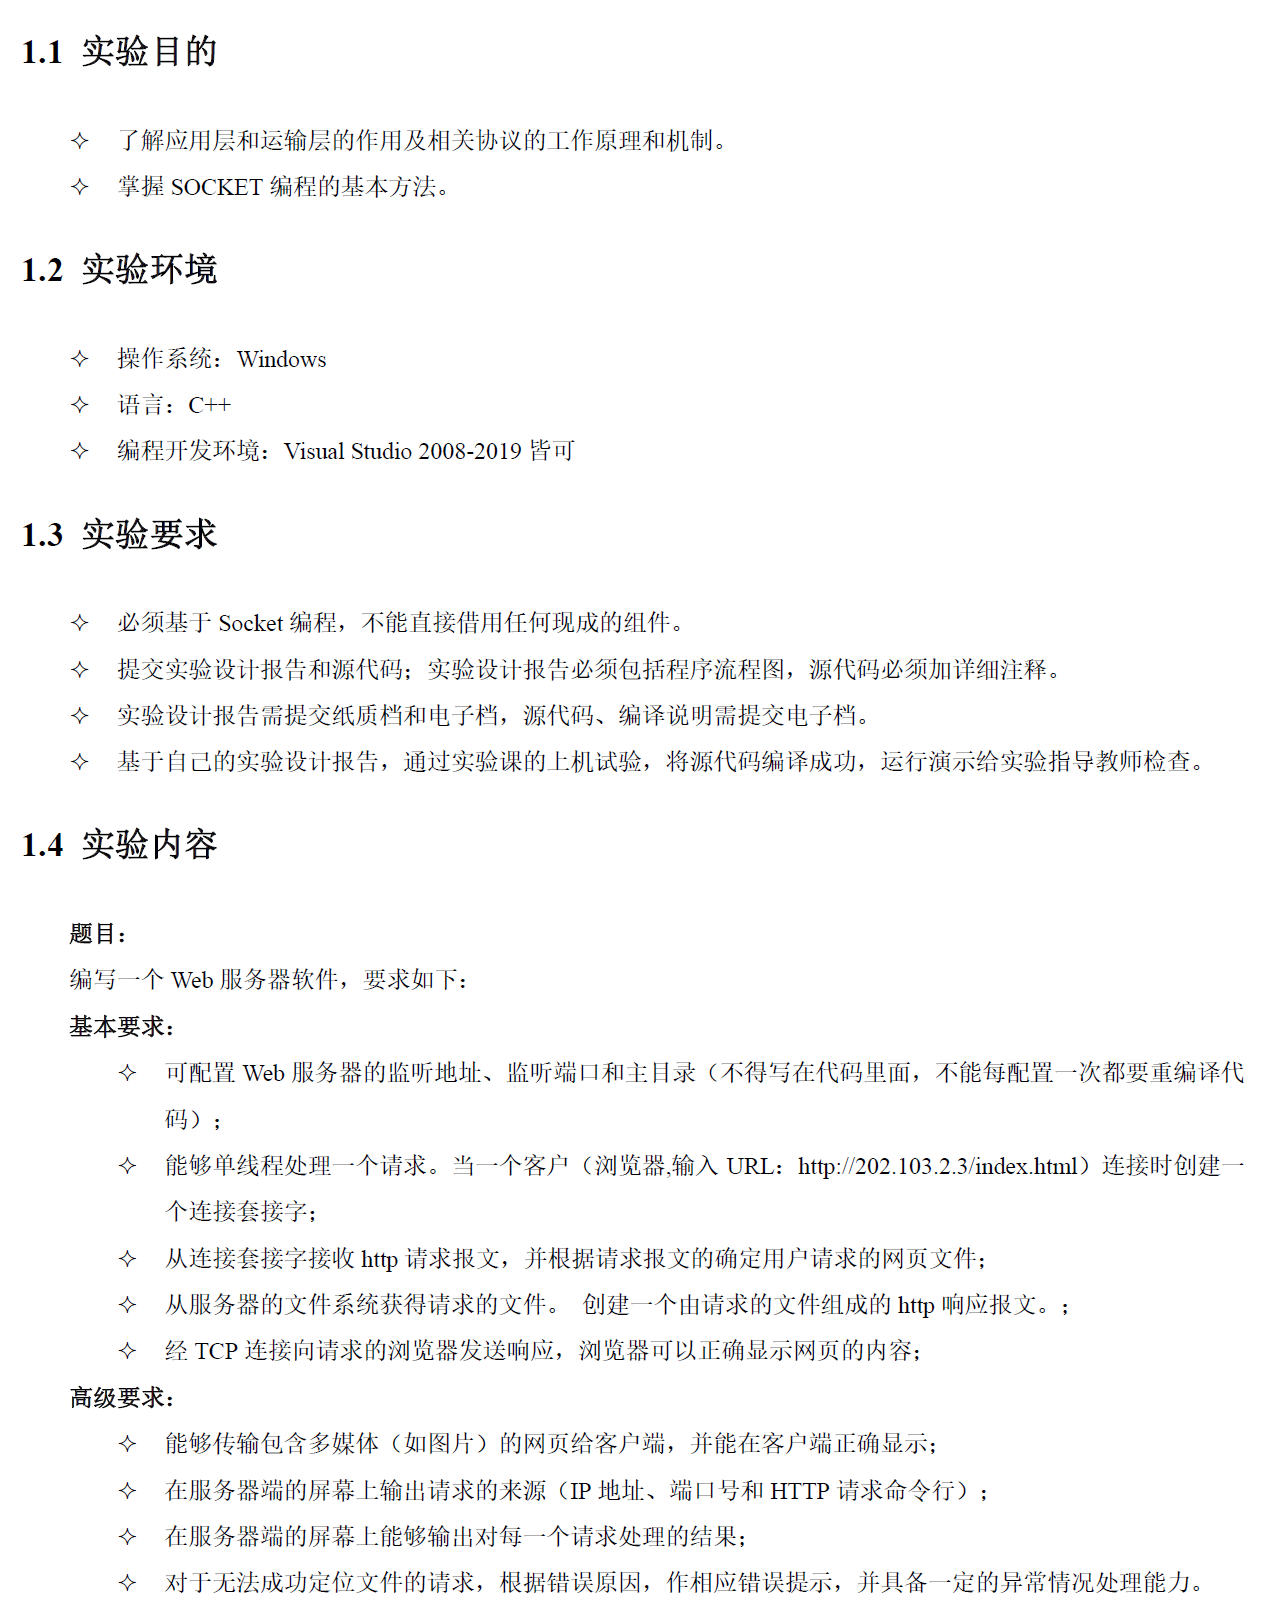 1.1 实验目的
✧ 了解应用层和运输层的作用及相关协议的工作原理和机制。
✧ 掌握 SOCKET 编程的基本方法。
1.2 实验环境
✧ 操作系统：Windows
✧ 语言：C++
✧ 编程开发环境：Visual Studio 2008-2019 皆可
1.3 实验要求
✧ 必须基于 Socket 编程，不能直接借用任何现成的组件。
✧ 提交实验设计报告和源代码；实验设计报告必须包括程序流程图，源代码必须加详细注释。
✧ 实验设计报告需提交纸质档和电子档，源代码、编译说明需提交电子档。
✧ 基于自己的实验设计报告，通过实验课的上机试验，将源代码编译成功，运行演示给实验指导教师检查。
1.4 实验内容
题目：
编写一个 Web 服务器软件，要求如下：
基本要求：
✧ 可配置 Web 服务器的监听地址、监听端口和主目录（不得写在代码里面，不能每配置一次都要重编译代
码）；
✧ 能够单线程处理一个请求。当一个客户（浏览器,输入 URL：http://202.103.2.3/index.html）连接时创建一
个连接套接字；
✧ 从连接套接字接收 http 请求报文，并根据请求报文的确定用户请求的网页文件；
✧ 从服务器的文件系统获得请求的文件。 创建一个由请求的文件组成的 http 响应报文。；
✧ 经 TCP 连接向请求的浏览器发送响应，浏览器可以正确显示网页的内容；
高级要求：
✧ 能够传输包含多媒体（如图片）的网页给客户端，并能在客户端正确显示；
✧ 在服务器端的屏幕上输出请求的来源（IP 地址、端口号和 HTTP 请求命令行）；
✧ 在服务器端的屏幕上能够输出对每一个请求处理的结果；
✧ 对于无法成功定位文件的请求，根据错误原因，作相应错误提示，并具备一定的异常情况处理能力。